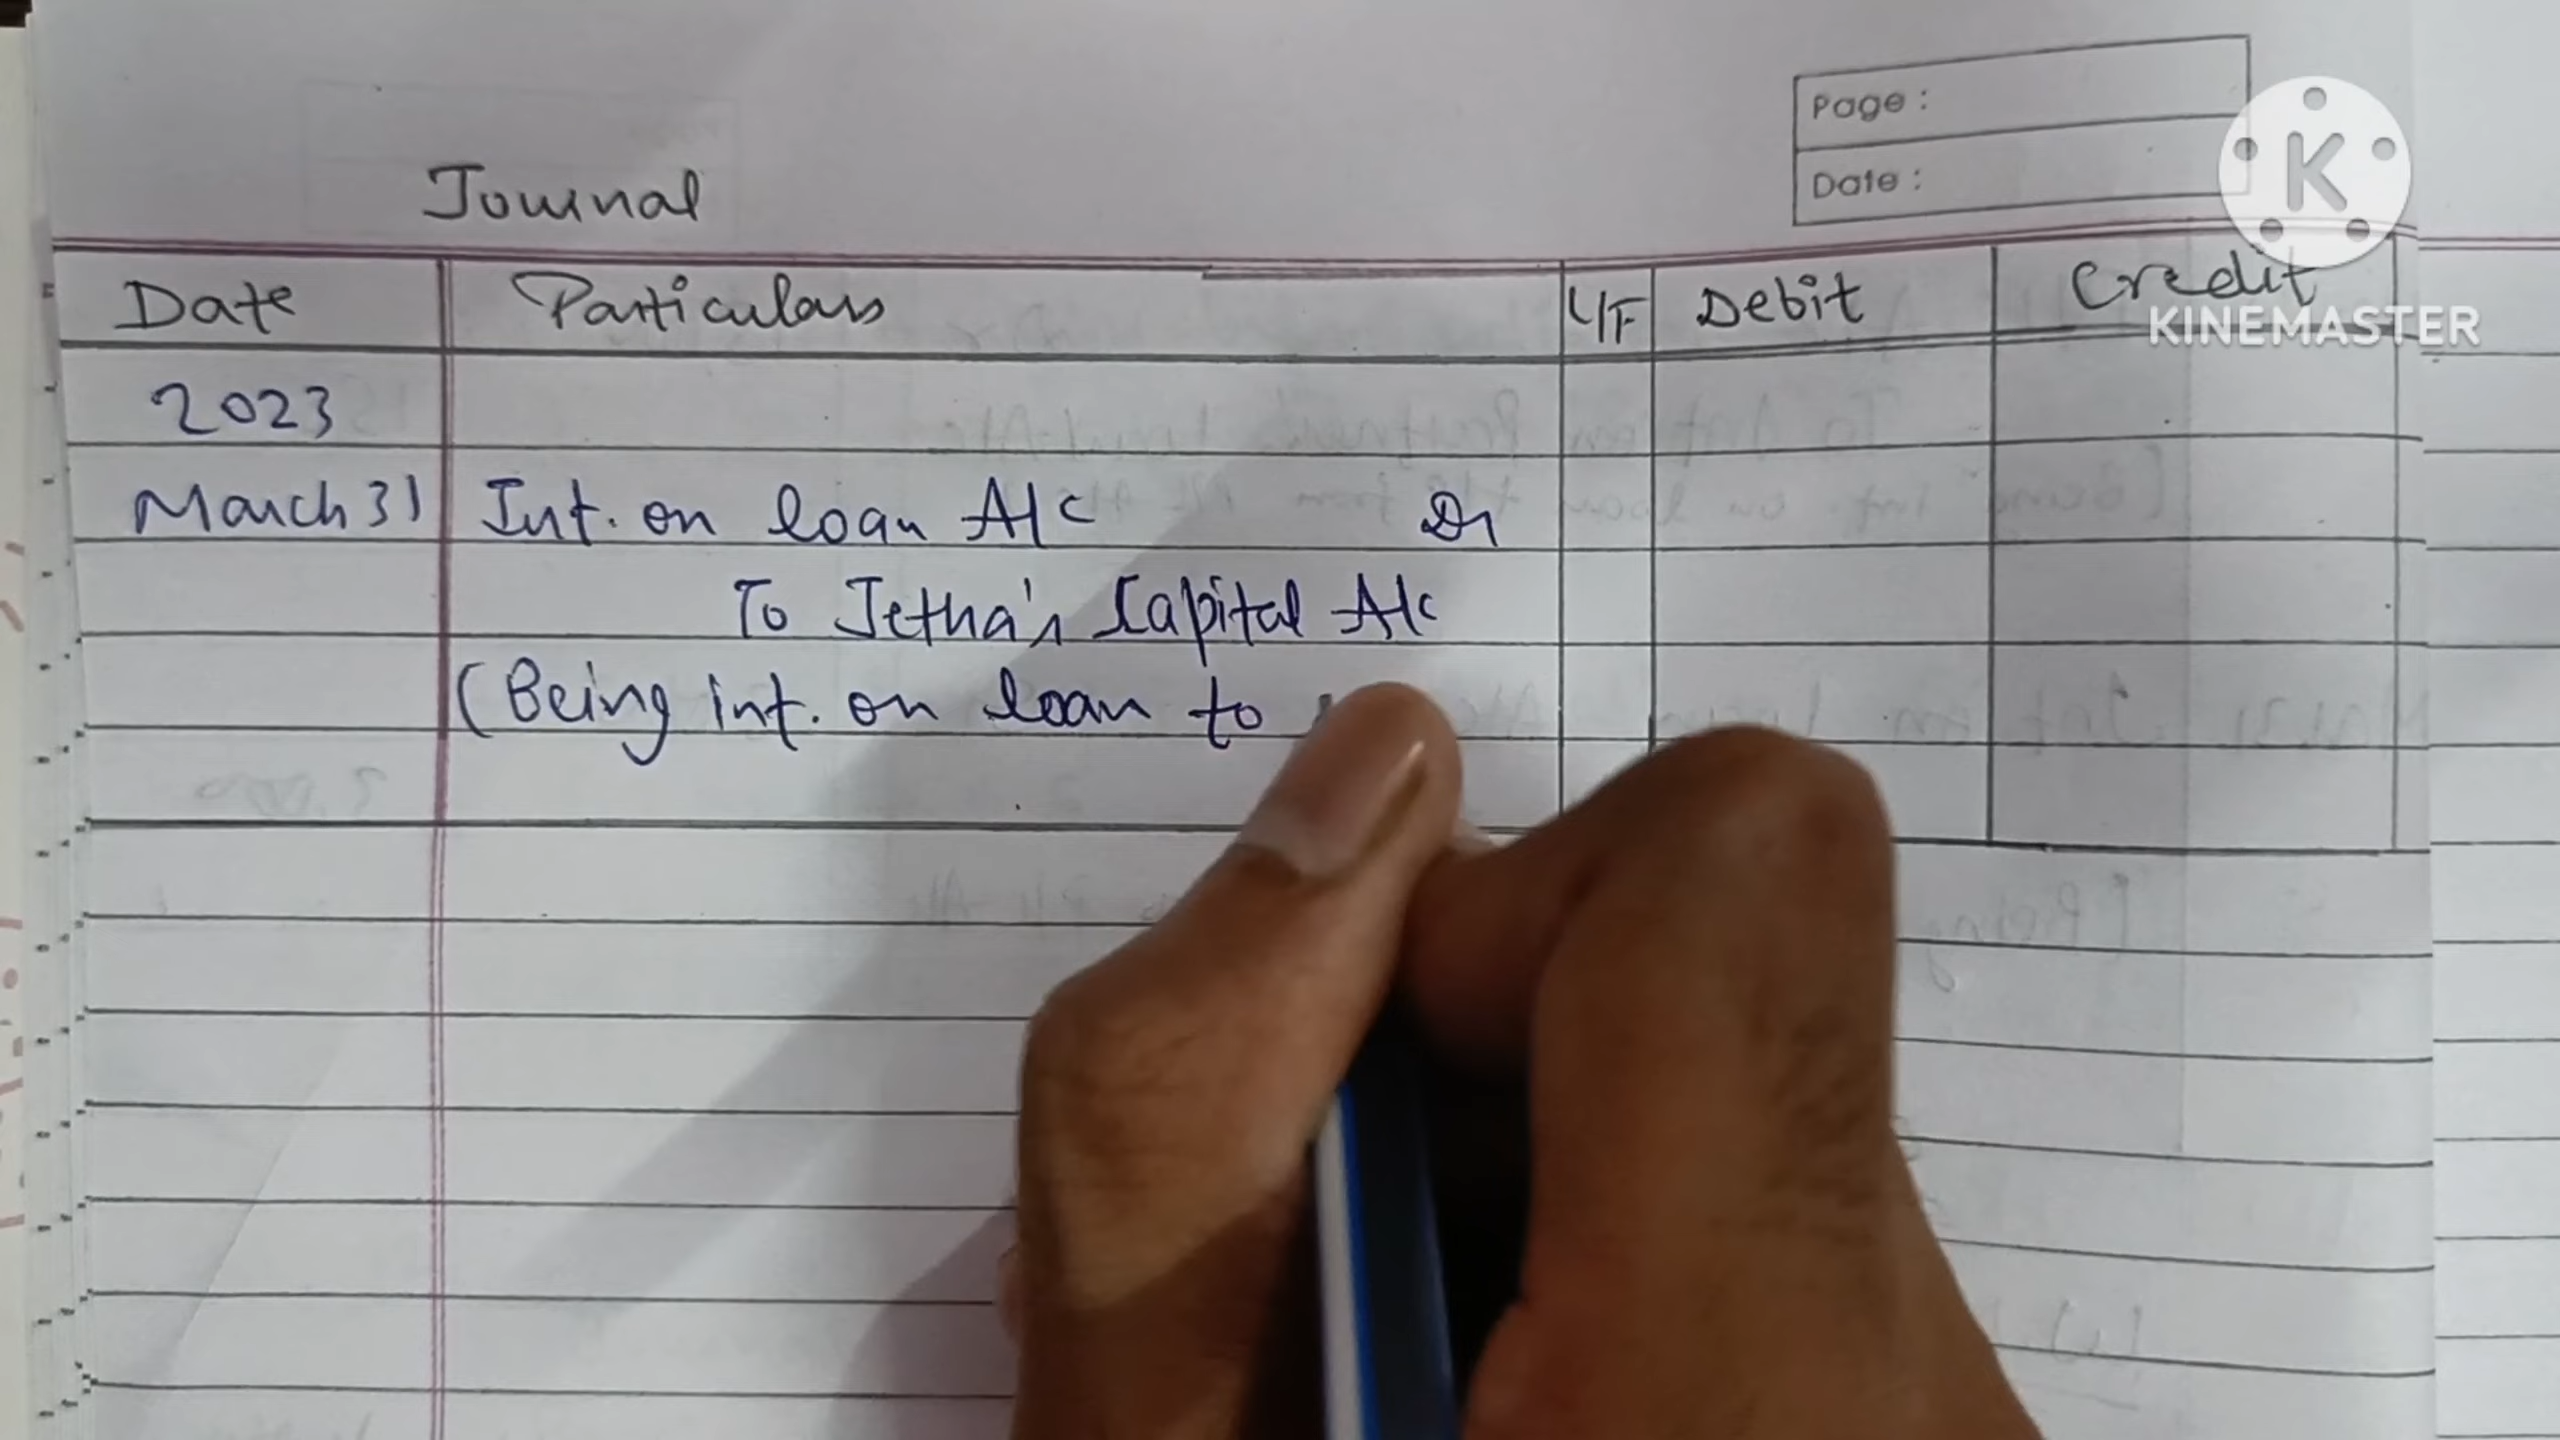 Page :
Date :
K
KINEMASTER
Journal
Date Particulars L/F Debit Credit
2023
March 31 Int. on loan A/c Dr
To Jetha's Capital A/c
(Being int. on loan to